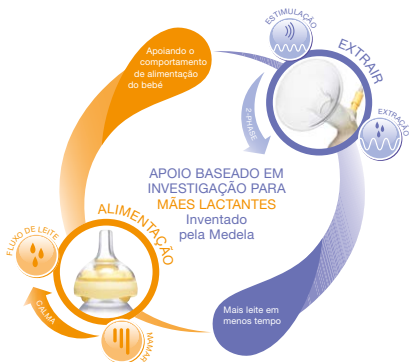 ESTIMULAÇÃO
EXTRAIR
EXTRAÇÃO
2-PHASE
Apoiando o
comportamento
de alimentação
do bebé
APOIO BASEADO EM
INVESTIGAÇÃO PARA
MÃES LACTANTES
Inventado
pela Medela
ALIMENTAÇÃO
FLUXO DE LEITE
CALMA
MAMAR
Mais leite em
menos tempo